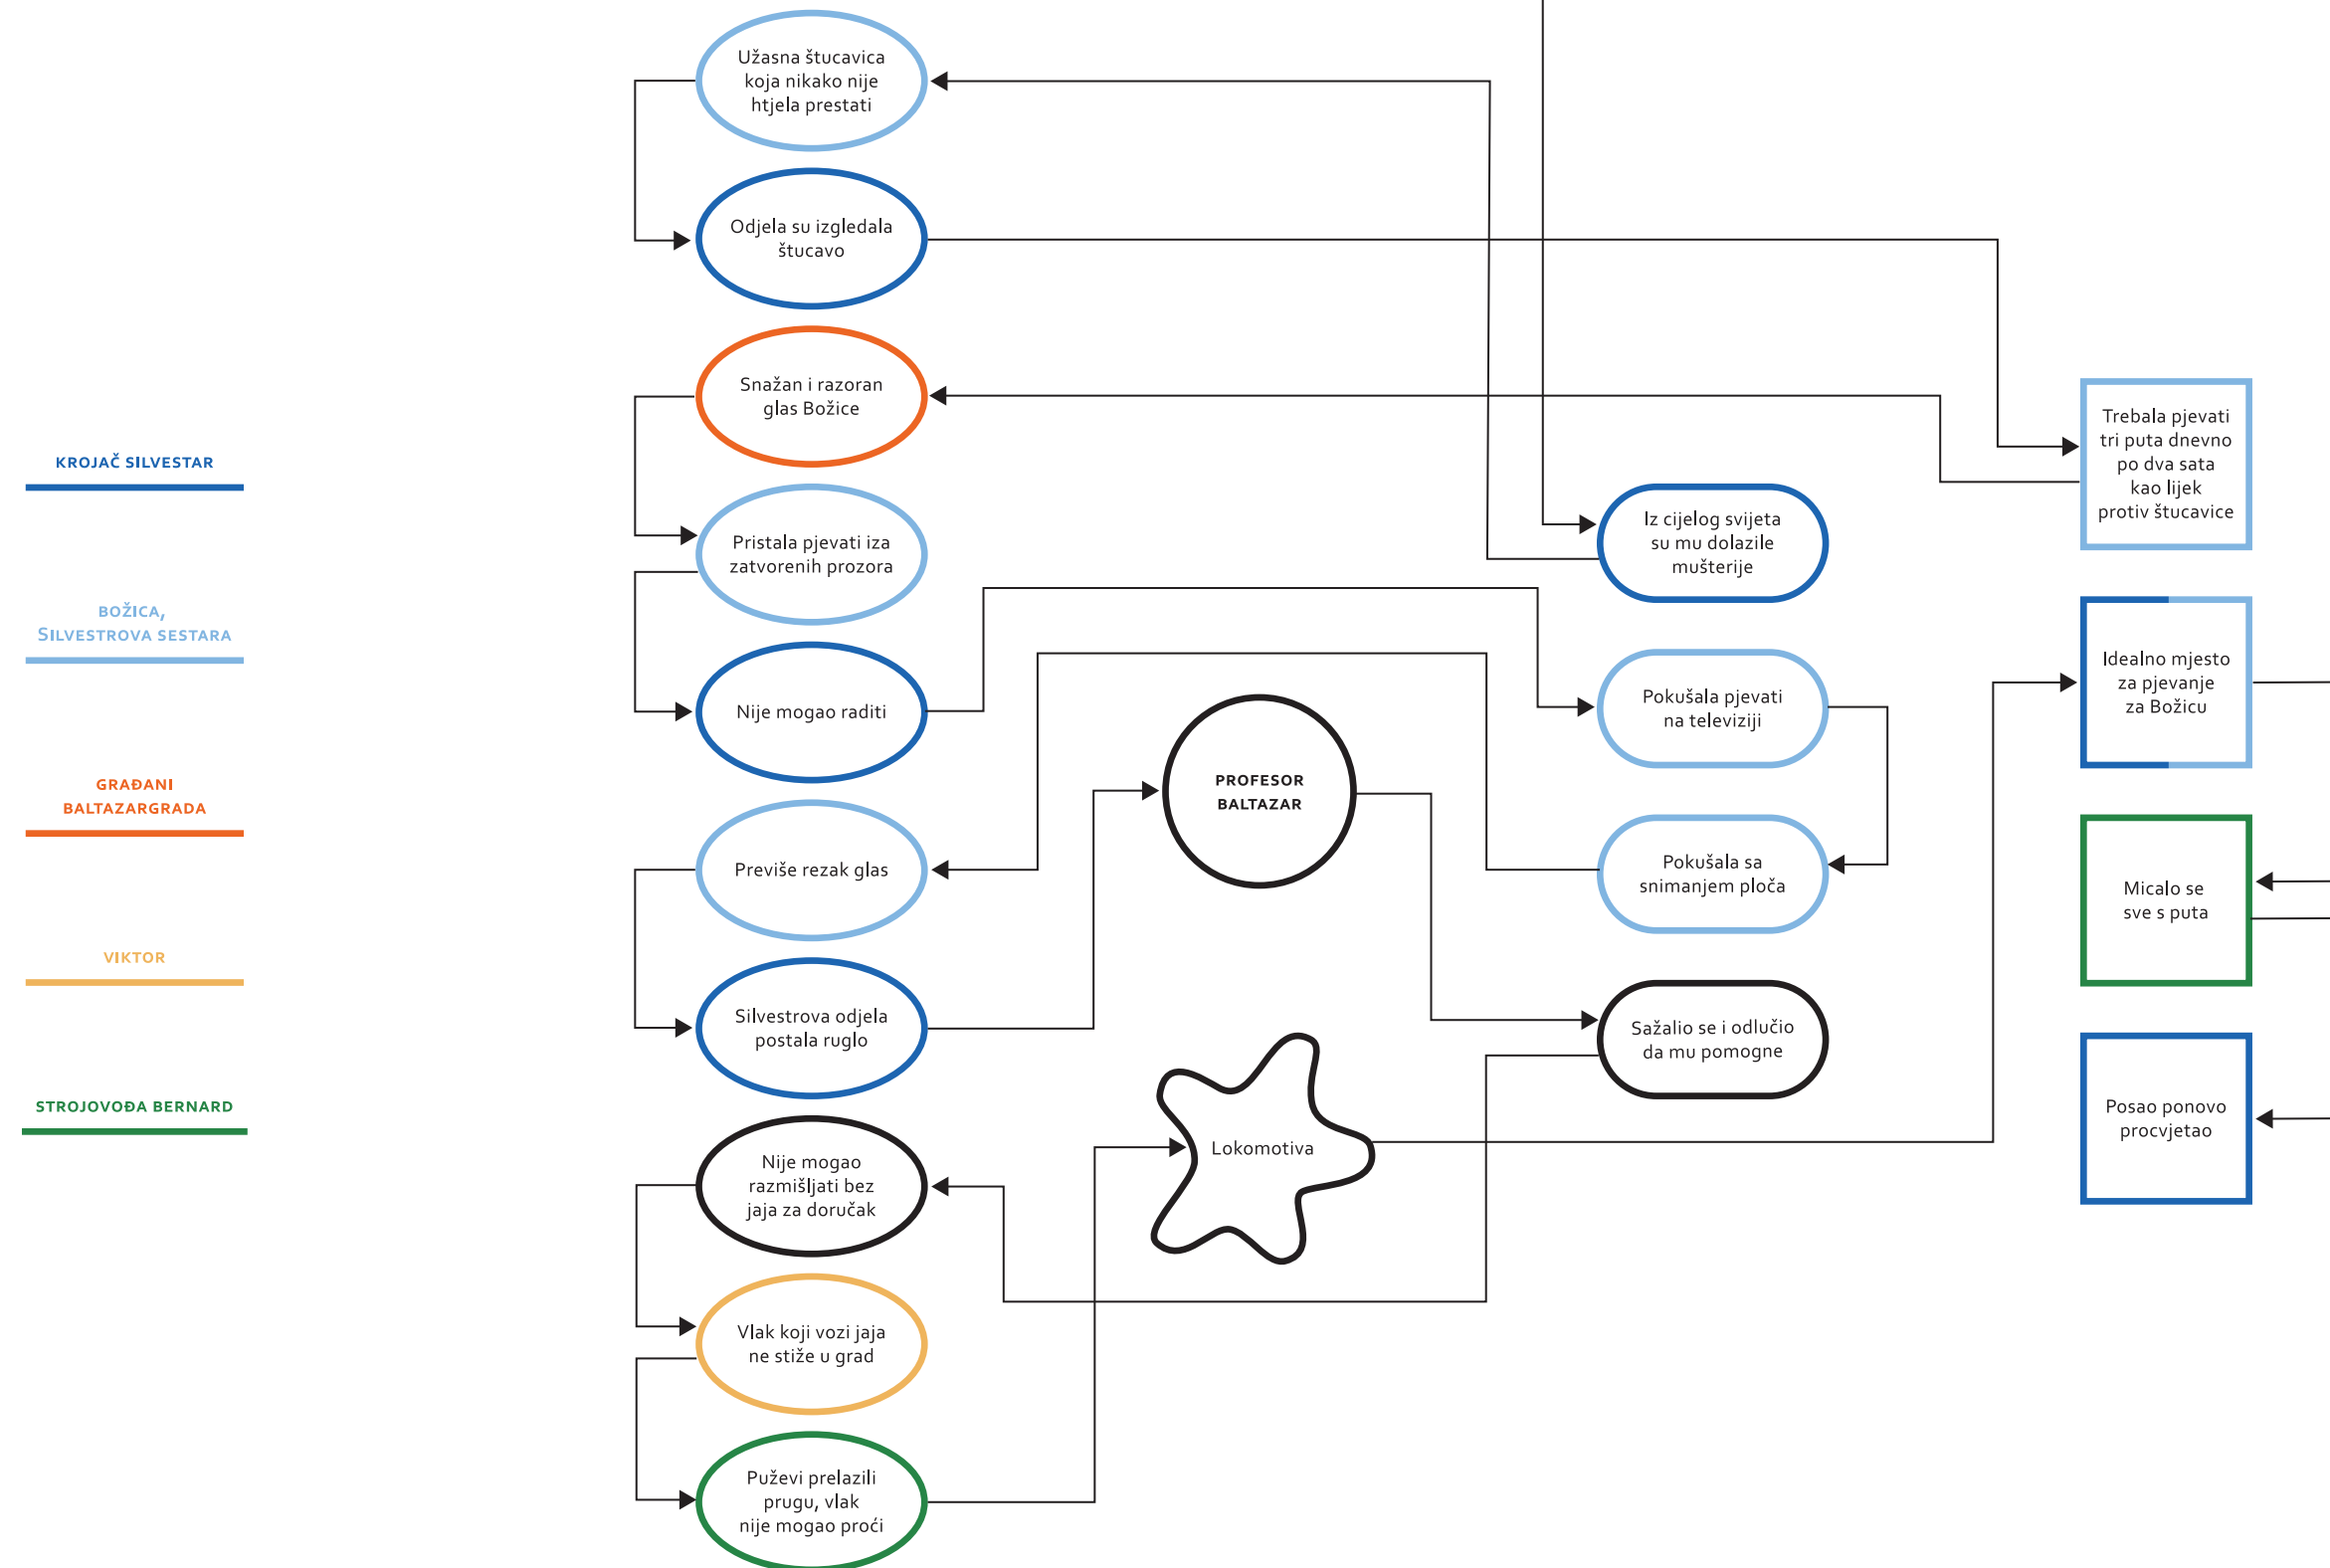 KROJAČ SILVESTAR
BOŽICA,
SILVESTROVA SESTARA
GRAĐANI
BALTAZARGRADA
VIKTOR
STROJOVOĐA BERNARD
Užasna štucavica
koja nikako nije
htjela prestati
Odjela su izgledala
štucavo
Snažan i razoran
glas Božice
Pristala pjevati iza
zatvorenih prozora
Nije mogao raditi
Previše rezak glas
Silvestrova odjela
postala ruglo
Nije mogao
razmišljati bez
jaja za doručak
Vlak koji vozi jaja
ne stiže u grad
Puževi prelazili
prugu, vlak
nije mogao proći
PROFESOR
BALTAZAR
Lokomotiva
Iz cijelog svijeta
su mu dolazile
mušterije
Pokušala pjevati
na televiziji
Pokušala sa
snimanjem ploča
Sažalio se i odlučio
da mu pomogne
Trebala pjevati
tri puta dnevno
po dva sata
kao lijek
protiv štucavice
Idealno mjesto
za pjevanje
za Božicu
Micalo se
sve s puta
Posao ponovo
procvjetao